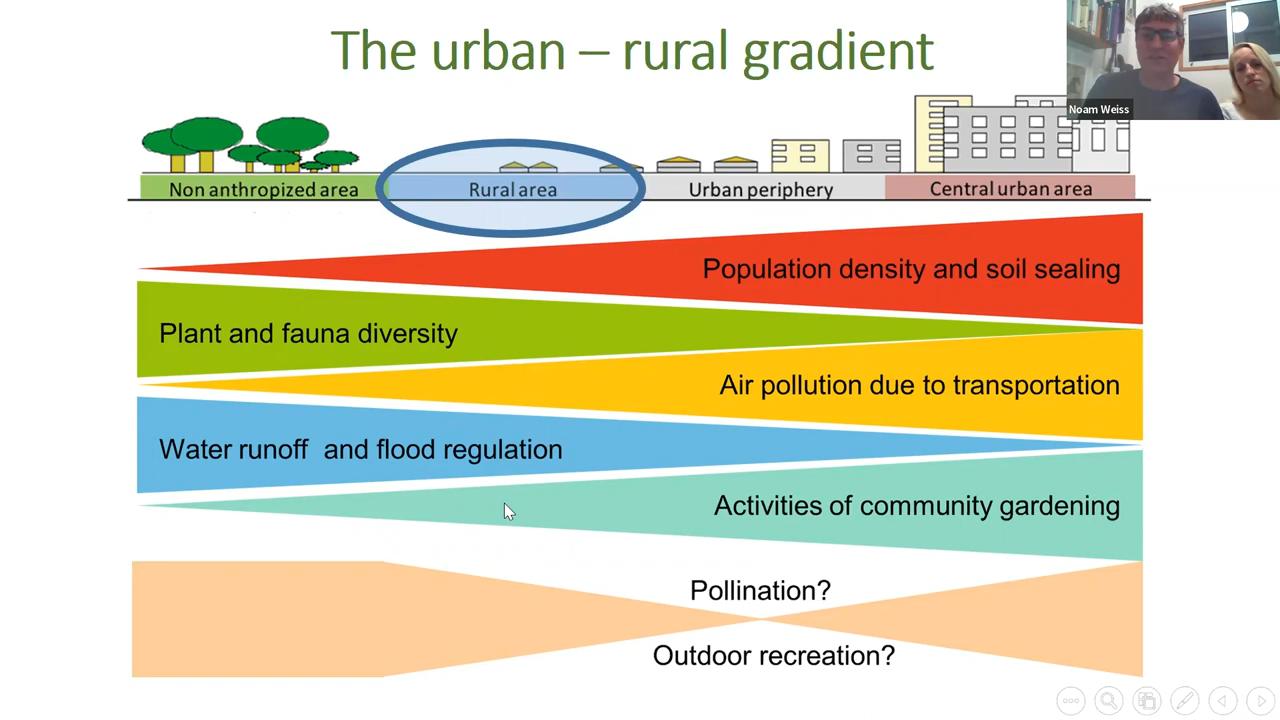 The urban – rural gradient
Noam Weiss
Non anthropized area
Rural area
Urban periphery
Central urban area
Population density and soil sealing
Plant and fauna diversity
Air pollution due to transportation
Water runoff  and flood regulation
Activities of community gardening
Pollination?
Outdoor recreation?